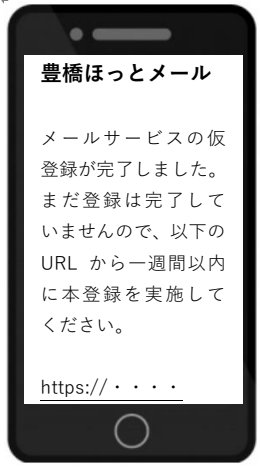 豊橋ほっとメール
メールサービスの仮
登録が完了しました。
まだ登録は完了して
いませんので、以下の
URL から一週間以内
に本登録を実施して
ください。
https://・・・・